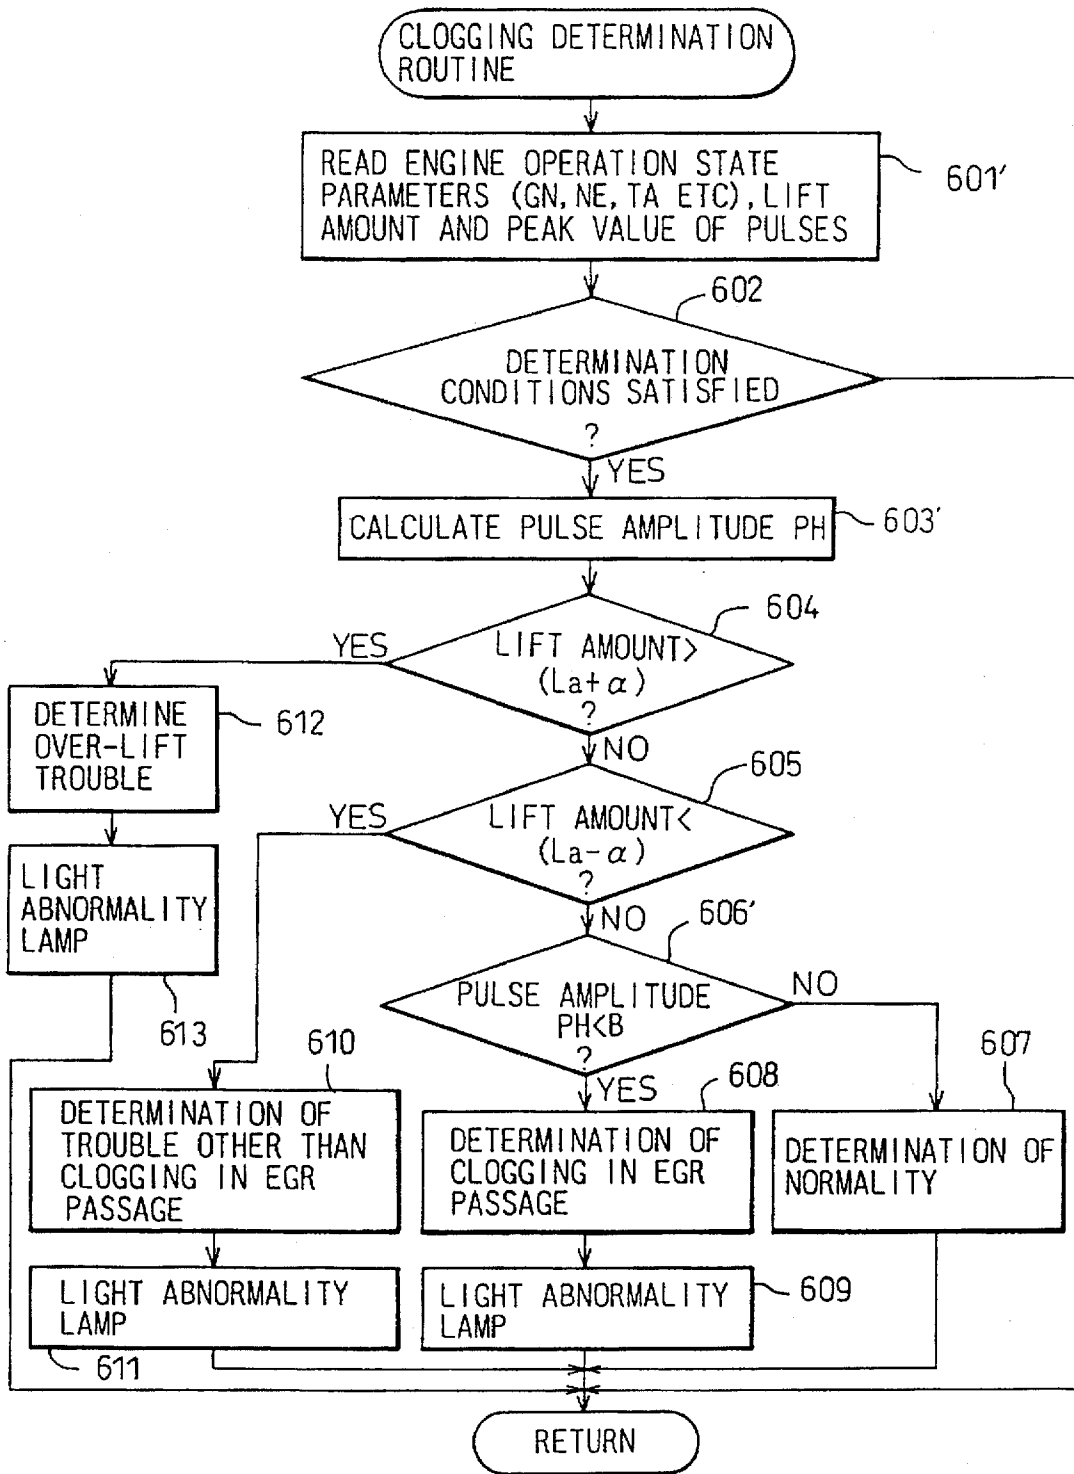 CLOGGING DETERMINATION
ROUTINE
READ ENGINE OPERATION STATE
PARAMETERS (GN, NE, TA ETC), LIFT
AMOUNT AND PEAK VALUE OF PULSES
601'
602
DETERMINATION
CONDITIONS SATISFIED
?
YES
CALCULATE PULSE AMPLITUDE PH
603'
604
YES
LIFT AMOUNT>
(La+α)
?
DETERMINE
OVER-LIFT
TROUBLE
612
NO
605
YES
LIFT AMOUNT<
(La-α)
?
LIGHT
ABNORMALITY
LAMP
613
NO
606'
PULSE AMPLITUDE
PH<B
?
NO
610
YES
608
607
DETERMINATION OF
TROUBLE OTHER THAN
CLOGGING IN EGR
PASSAGE
DETERMINATION OF
CLOGGING IN EGR
PASSAGE
DETERMINATION OF
NORMALITY
LIGHT ABNORMALITY
LAMP
611
LIGHT ABNORMALITY
LAMP
609
RETURN